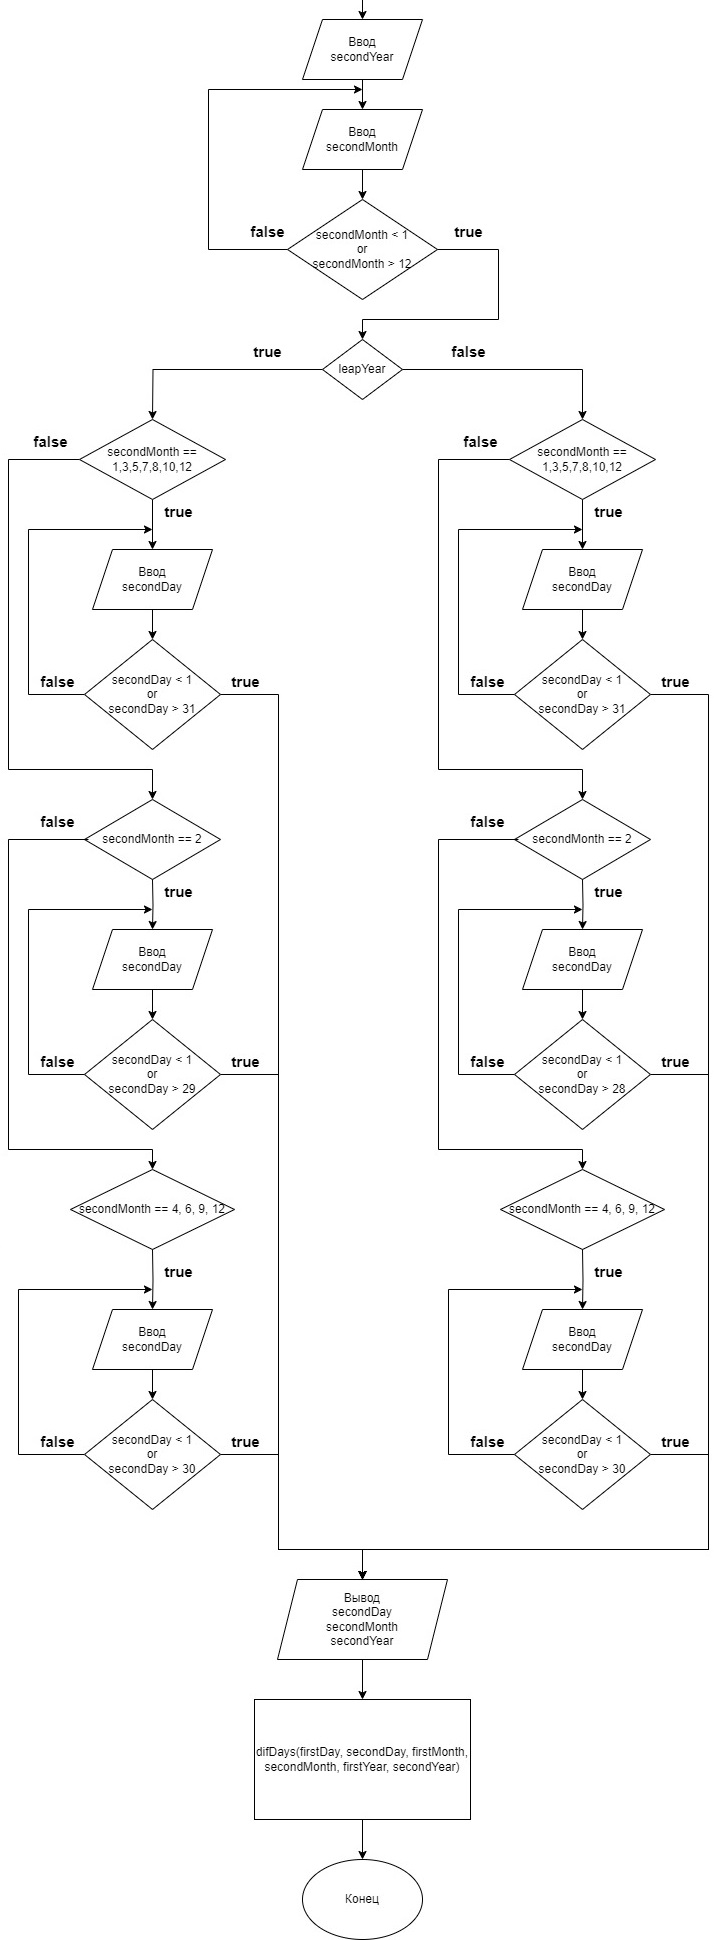 Ввод
secondYear
Ввод
secondMonth
false
true
secondMonth < 1
or
secondMonth > 12
true
false
leapYear
false
secondMonth ==
1,3,5,7,8,10,12
true
Ввод
secondDay
false
true
secondDay < 1
or
secondDay > 31
false
secondMonth == 2
true
Ввод
secondDay
false
true
secondDay < 1
or
secondDay > 29
secondMonth == 4, 6, 9, 12
true
Ввод
secondDay
false
true
secondDay < 1
or
secondDay > 30
false
secondMonth ==
1,3,5,7,8,10,12
true
Ввод
secondDay
false
true
secondDay < 1
or
secondDay > 31
false
secondMonth == 2
true
Ввод
secondDay
false
true
secondDay < 1
or
secondDay > 28
secondMonth == 4, 6, 9, 12
true
Ввод
secondDay
false
true
secondDay < 1
or
secondDay > 30
Вывод
secondDay
secondMonth
secondYear
difDays(firstDay, secondDay, firstMonth,
secondMonth, firstYear, secondYear)
Конец